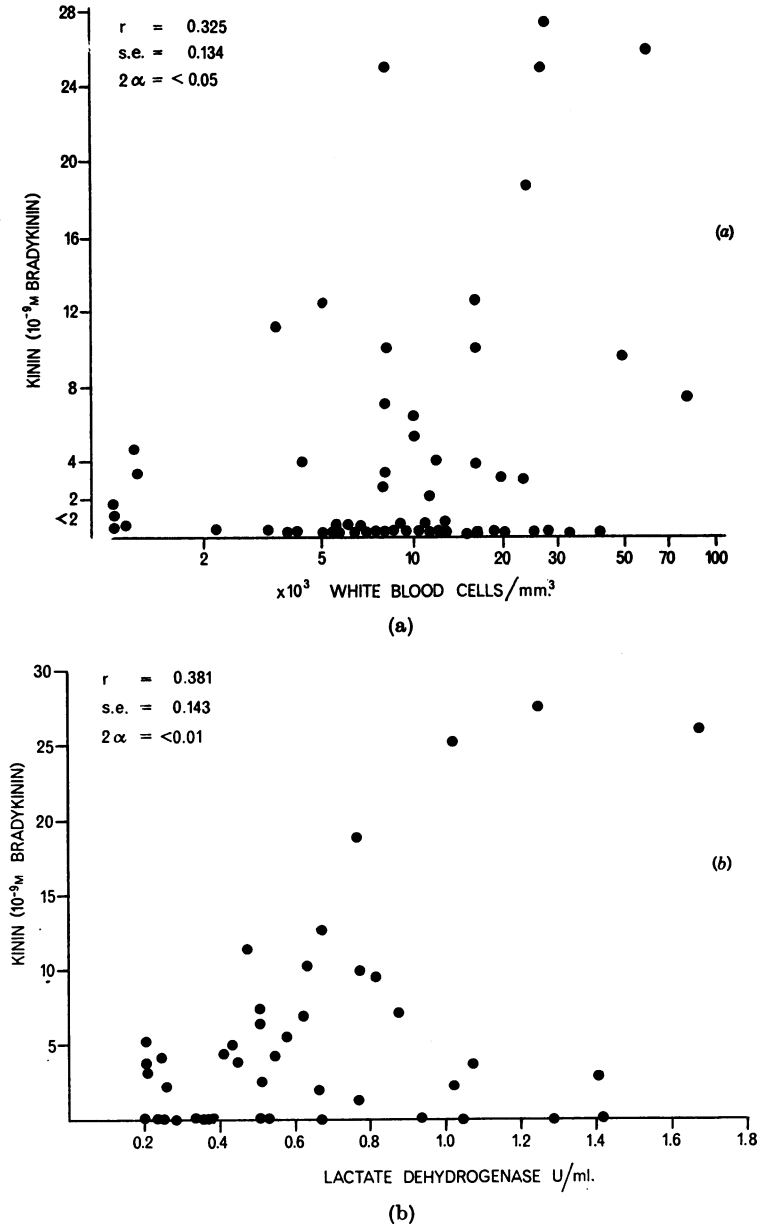 28
24
20
16
12
8
4
2
<2
r = 0.325
s.e. = 0.134
2α = < 0.05
KININ (10⁻⁹M BRADYKININ)
(a)
2 5 10 20 30 50 70 100
x10³ WHITE BLOOD CELLS/mm.³
(a)
30
25
20
15
10
5
r = 0.381
s.e. = 0.143
2α = <0.01
KININ (10⁻⁹M BRADYKININ)
(b)
0.2 0.4 0.6 0.8 1.0 1.2 1.4 1.6 1.8
LACTATE DEHYDROGENASE U/ml.
(b)